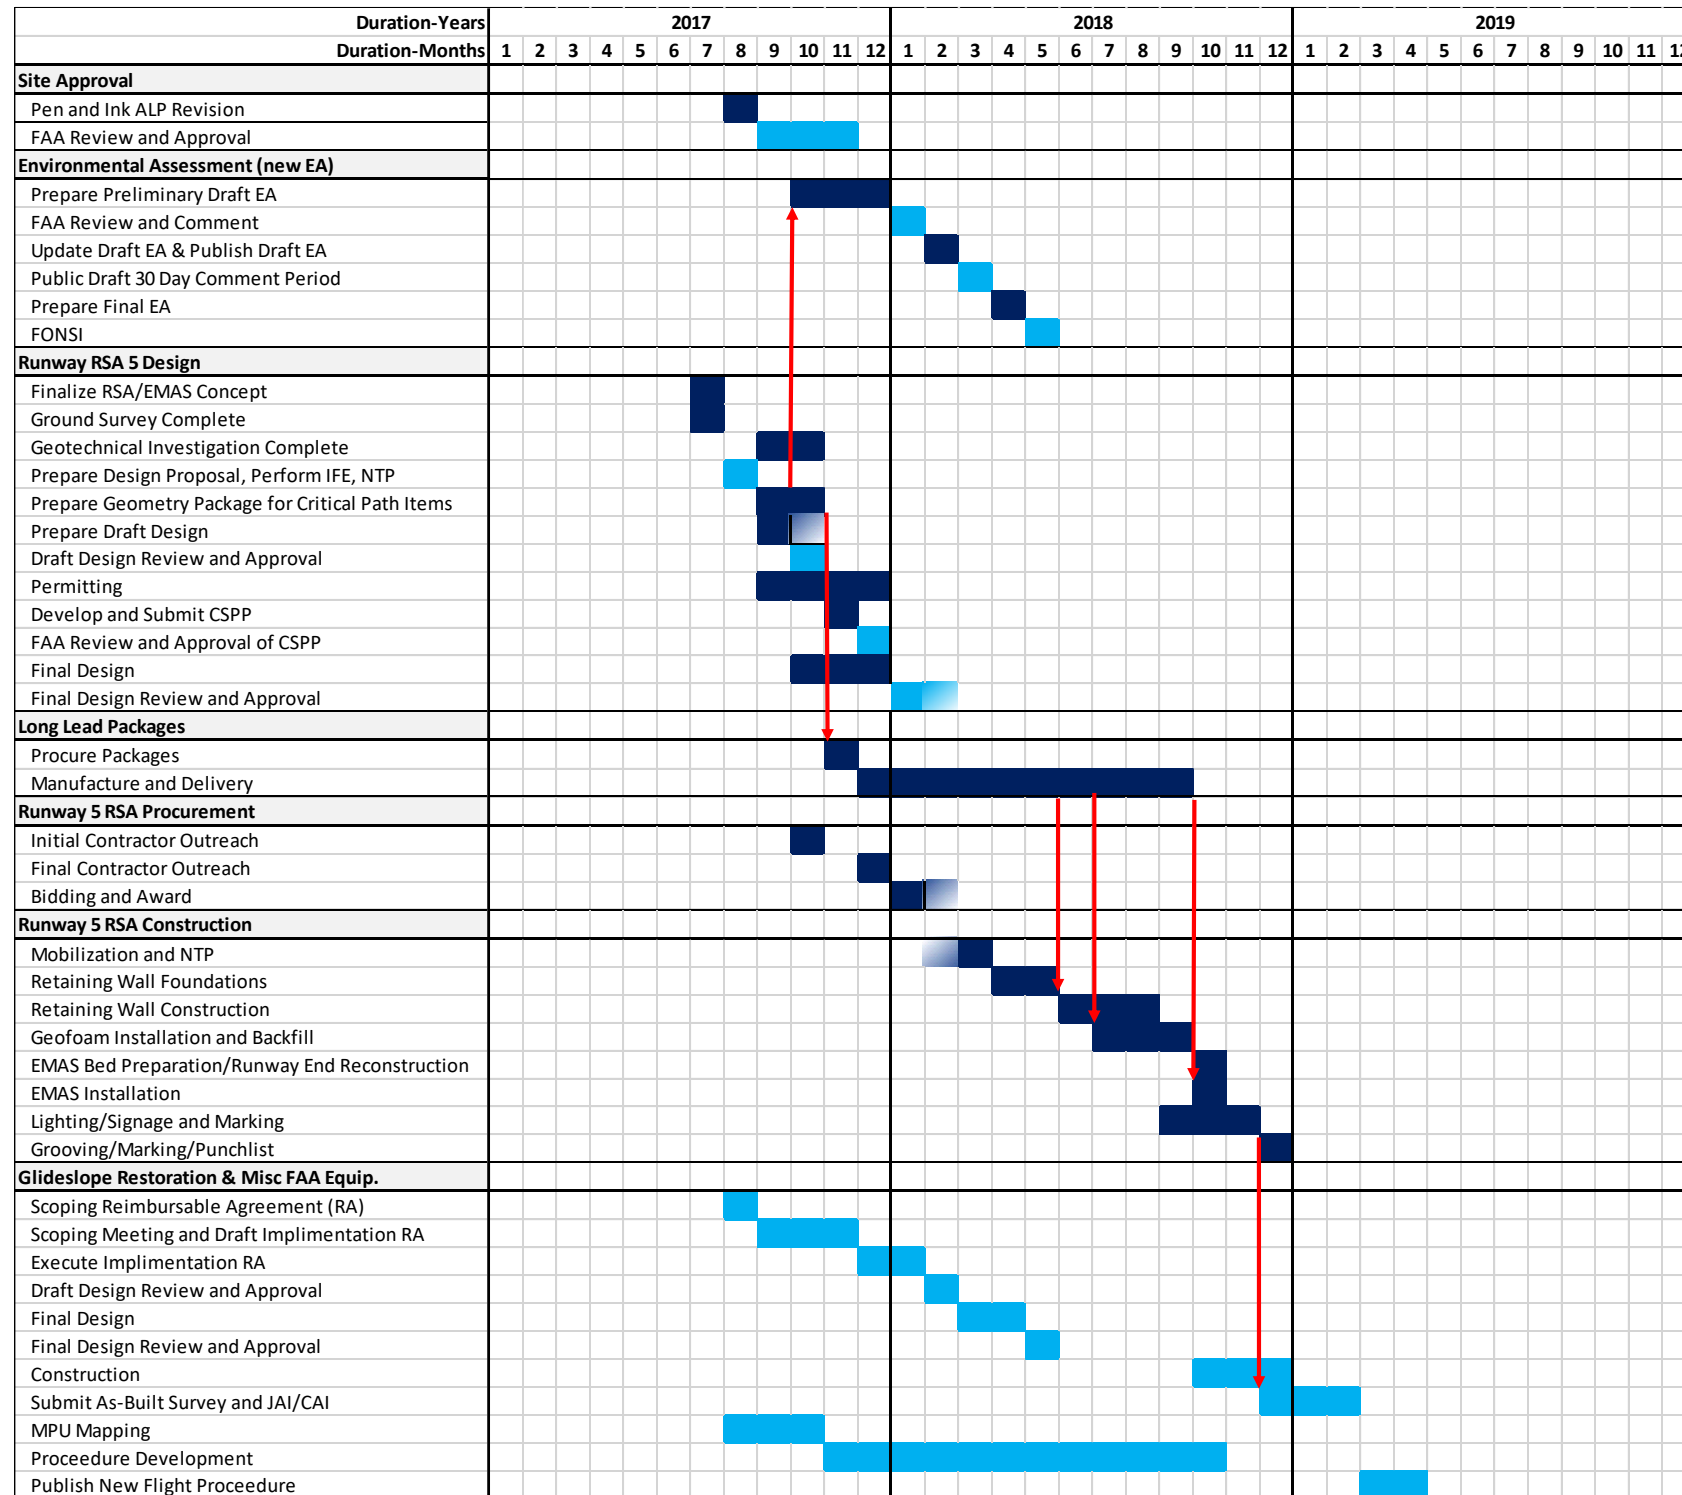 Duration-Years 2017 2018 2019
Duration-Months 1 2 3 4 5 6 7 8 9 10 11 12 1 2 3 4 5 6 7 8 9 10 11 12 1 2 3 4 5 6 7 8 9 10 11 12
Site Approval
Pen and Ink ALP Revision
FAA Review and Approval
Environmental Assessment (new EA)
Prepare Preliminary Draft EA
FAA Review and Comment
Update Draft EA & Publish Draft EA
Public Draft 30 Day Comment Period
Prepare Final EA
FONSI
Runway RSA 5 Design
Finalize RSA/EMAS Concept
Ground Survey Complete
Geotechnical Investigation Complete
Prepare Design Proposal, Perform IFE, NTP
Prepare Geometry Package for Critical Path Items
Prepare Draft Design
Draft Design Review and Approval
Permitting
Develop and Submit CSPP
FAA Review and Approval of CSPP
Final Design
Final Design Review and Approval
Long Lead Packages
Procure Packages
Manufacture and Delivery
Runway 5 RSA Procurement
Initial Contractor Outreach
Final Contractor Outreach
Bidding and Award
Runway 5 RSA Construction
Mobilization and NTP
Retaining Wall Foundations
Retaining Wall Construction
Geofoam Installation and Backfill
EMAS Bed Preparation/Runway End Reconstruction
EMAS Installation
Lighting/Signage and Marking
Grooving/Marking/Punchlist
Glideslope Restoration & Misc FAA Equip.
Scoping Reimbursable Agreement (RA)
Scoping Meeting and Draft Implimentation RA
Execute Implimentation RA
Draft Design Review and Approval
Final Design
Final Design Review and Approval
Construction
Submit As-Built Survey and JAI/CAI
MPU Mapping
Proceedure Development
Publish New Flight Proceedure